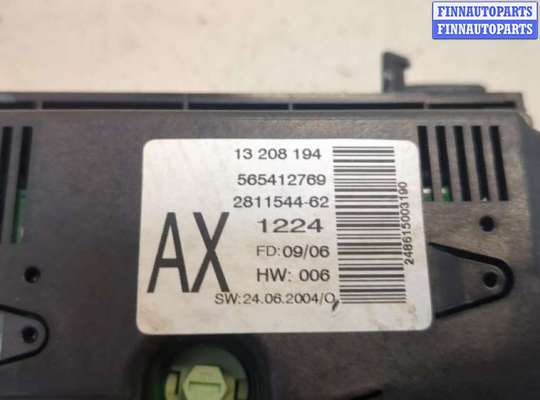 FINNAUTOPARTS
FINNAUTOPARTS
13 208 194
565412769
2811544-62
AX
1224
FD: 09/06
HW: 006
SW: 24.06.2004/O
248615003190